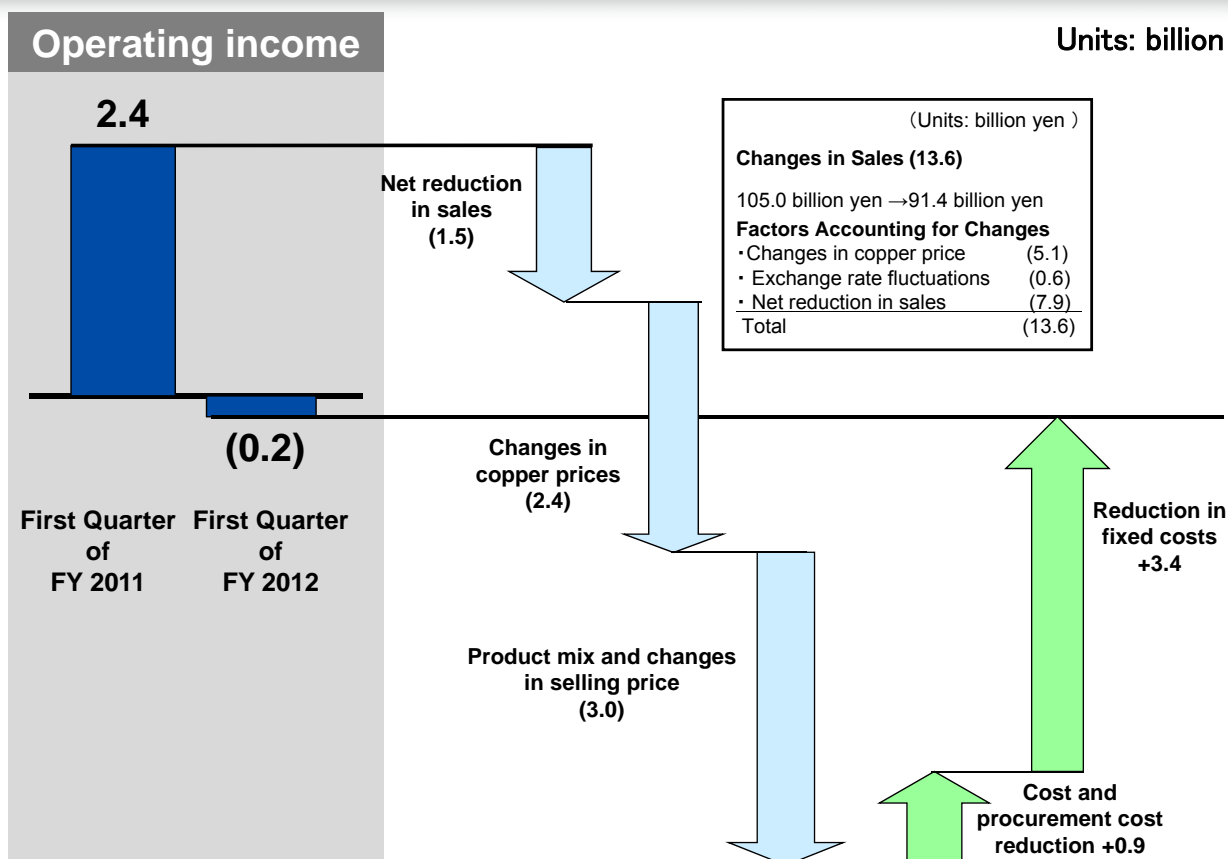 Operating income
Units: billion
2.4
(Units: billion yen )
Changes in Sales (13.6)
105.0 billion yen →91.4 billion yen
Factors Accounting for Changes
・Changes in copper price (5.1)
・ Exchange rate fluctuations (0.6)
・ Net reduction in sales (7.9)
Total (13.6)
Net reduction
in sales
(1.5)
(0.2)
Changes in
copper prices
(2.4)
First Quarter
of
FY 2011
First Quarter
of
FY 2012
Reduction in
fixed costs
+3.4
Product mix and changes
in selling price
(3.0)
Cost and
procurement cost
reduction +0.9